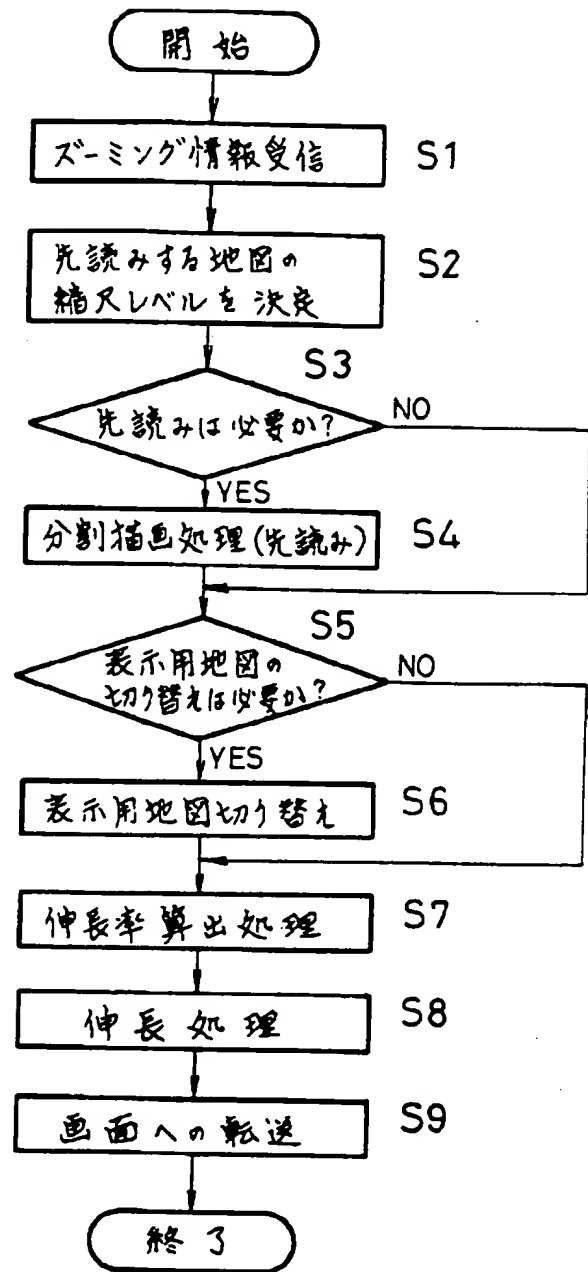 開始
ズーミング情報受信
S1
先読みする地図の
縮尺レベルを決定
S2
S3
先読みは必要か?
NO
YES
分割描画処理(先読み)
S4
S5
表示用地図の
切り替えは必要か?
NO
YES
表示用地図切り替え
S6
伸長率算出処理
S7
伸長処理
S8
画面への転送
S9
終了